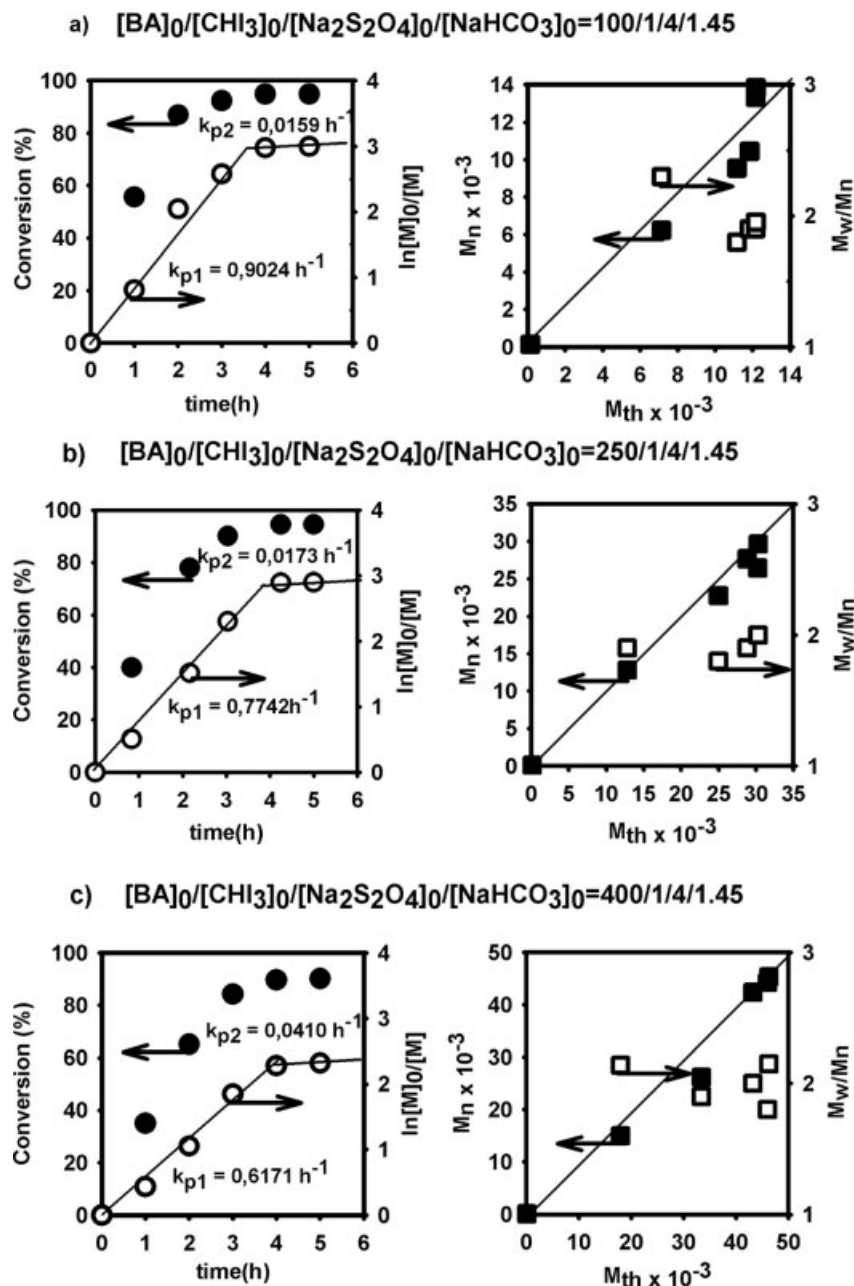 a) [BA]0/[CHI3]0/[Na2S2O4]0/[NaHCO3]0=100/1/4/1.45
100
80
60
40
20
0
Conversion (%)
kp2 = 0,0159 h-1
kp1 = 0,9024 h-1
4
3
2
1
0
ln[M]0/[M]
0 1 2 3 4 5 6
time(h)
14
12
10
8
6
4
2
0
Mn x 10-3
3
2
1
Mw/Mn
0 2 4 6 8 10 12 14
Mth x 10-3
b) [BA]0/[CHI3]0/[Na2S2O4]0/[NaHCO3]0=250/1/4/1.45
100
80
60
40
20
0
Conversion (%)
kp2 = 0,0173 h-1
kp1 = 0,7742h-1
4
3
2
1
0
ln[M]0/[M]
0 1 2 3 4 5 6
time(h)
35
30
25
20
15
10
5
0
Mn x 10-3
3
2
1
Mw/Mn
0 5 10 15 20 25 30 35
Mth x 10-3
c) [BA]0/[CHI3]0/[Na2S2O4]0/[NaHCO3]0=400/1/4/1.45
100
80
60
40
20
0
Conversion (%)
kp2 = 0,0410 h-1
kp1 = 0,6171 h-1
4
3
2
1
0
ln[M]0/[M]
0 1 2 3 4 5 6
time(h)
50
40
30
20
10
0
Mn x 10-3
3
2
1
Mw/Mn
0 10 20 30 40 50
Mth x 10-3